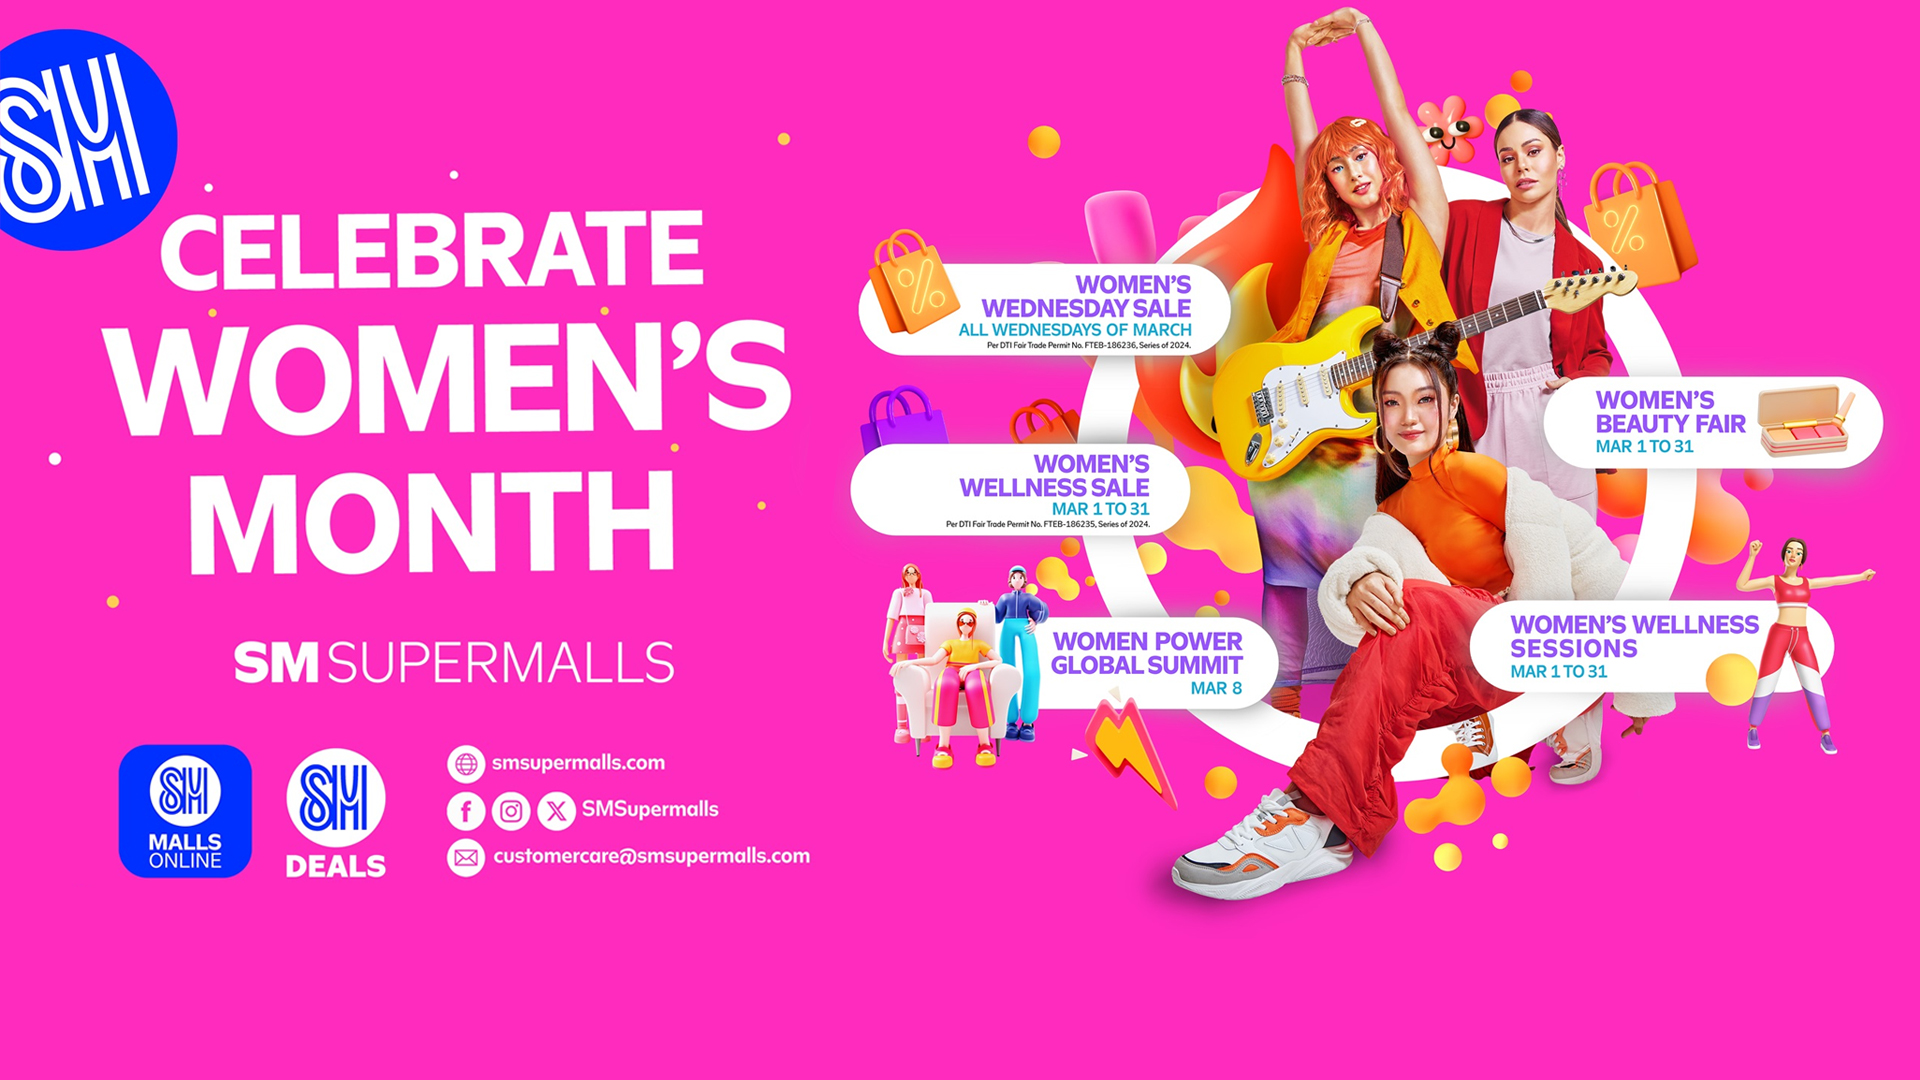 SM
CELEBRATE
WOMEN'S
MONTH
SM SUPERMALLS
SM
MALLS
ONLINE
SM
DEALS
smsupermalls.com
SMSupermalls
customercare@smsupermalls.com
WOMEN'S
WEDNESDAY SALE
ALL WEDNESDAYS OF MARCH
Per DTI Fair Trade Permit No. FTEB-186236, Series of 2024.
WOMEN'S
WELLNESS SALE
MAR 1 TO 31
Per DTI Fair Trade Permit No. FTEB-186235, Series of 2024.
WOMEN POWER
GLOBAL SUMMIT
MAR 8
WOMEN'S
BEAUTY FAIR
MAR 1 TO 31
WOMEN'S WELLNESS
SESSIONS
MAR 1 TO 31